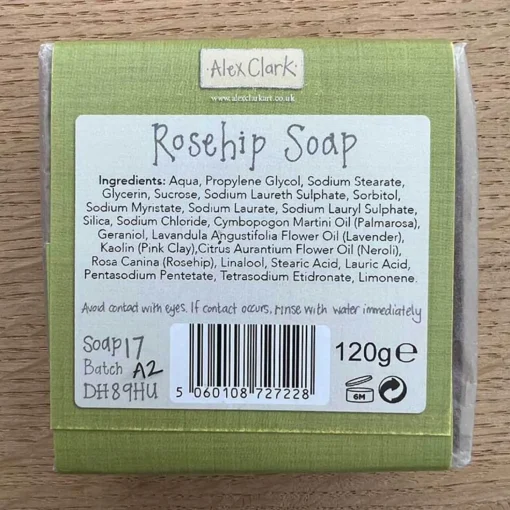 Alex Clark
www.alexclarkart.co.uk
Rosehip Soap
Ingredients: Aqua, Propylene Glycol, Sodium Stearate,
Glycerin, Sucrose, Sodium Laureth Sulphate, Sorbitol,
Sodium Myristate, Sodium Laurate, Sodium Lauryl Sulphate,
Silica, Sodium Chloride, Cymbopogon Martini Oil (Palmarosa),
Geraniol, Lavandula Angustifolia Flower Oil (Lavender),
Kaolin (Pink Clay),Citrus Aurantium Flower Oil (Neroli),
Rosa Canina (Rosehip), Linalool, Stearic Acid, Lauric Acid,
Pentasodium Pentetate, Tetrasodium Etidronate, Limonene.
Avoid contact with eyes. If contact occurs, rinse with water immediately
Soap17
Batch A2
DH89HU
5 060108 727228
120g e
6M